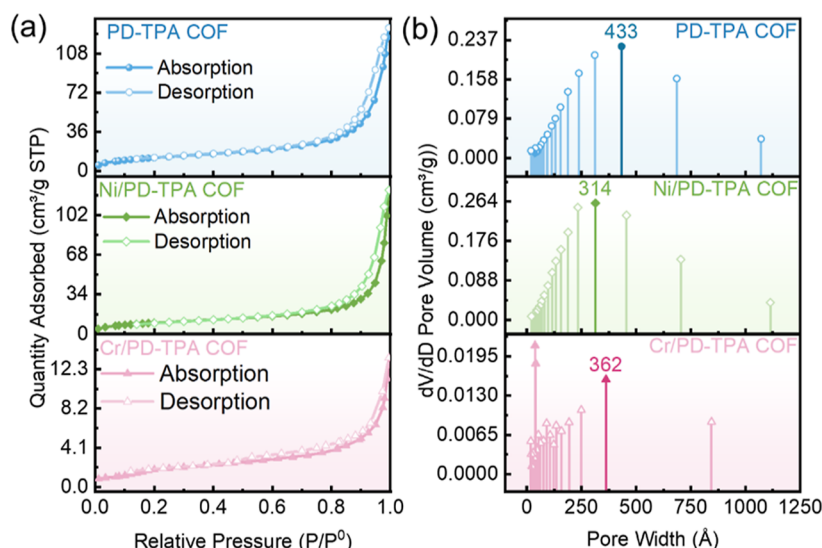 (a)
PD-TPA COF
Absorption
Desorption
108
72
36
0
Ni/PD-TPA COF
Absorption
Desorption
102
68
34
0
Cr/PD-TPA COF
Absorption
Desorption
12.3
8.2
4.1
0.0
0.0 0.2 0.4 0.6 0.8 1.0
Relative Pressure (P/P⁰)
Quantity Adsorbed (cm³/g STP)
(b)
433
PD-TPA COF
0.237
0.158
0.079
0.000
314
Ni/PD-TPA COF
0.264
0.176
0.088
0.000
Cr/PD-TPA COF
362
0.0195
0.0130
0.0065
0.0000
0 250 500 750 1000 1250
Pore Width (Å)
dV/dD Pore Volume (cm³/g))